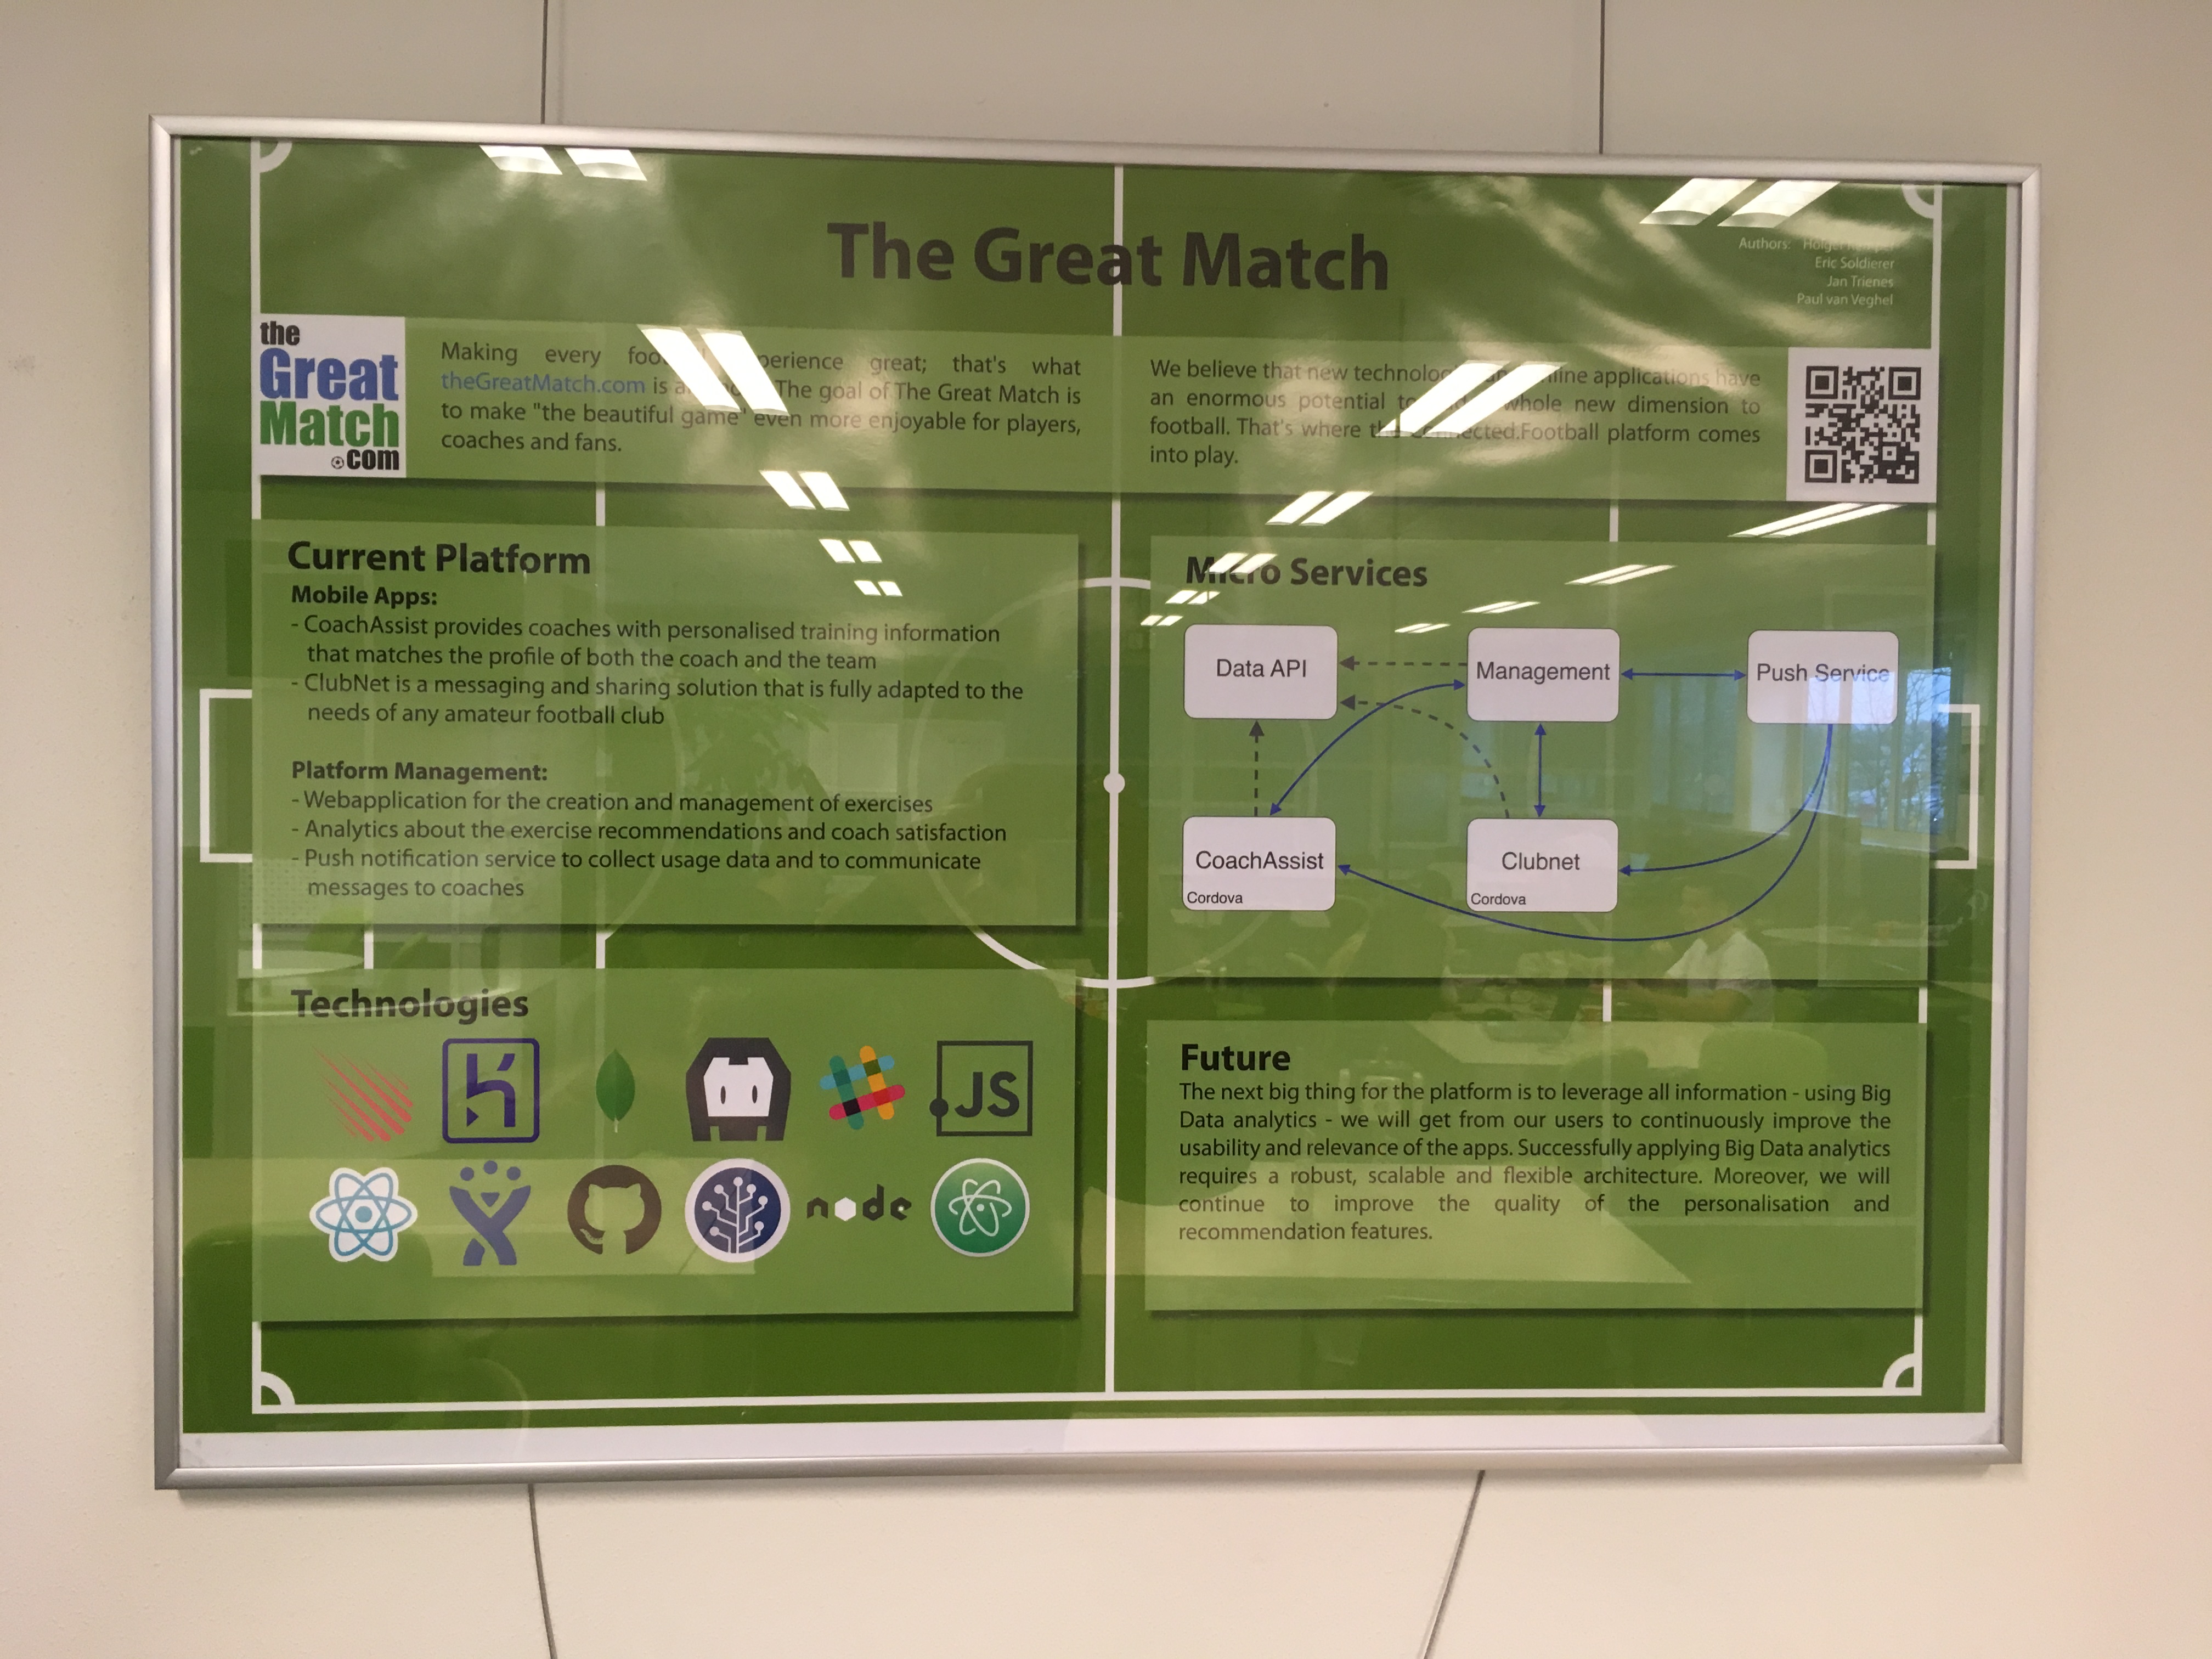 The Great Match
Authors:
Eric Soldierer
Jan Trienes
Paul van Veghel
the
Great
Match
.com
Making every great; that's what
theGreatMatch.com is The goal of The Great Match is
to make "the beautiful game" even more enjoyable for players,
coaches and fans.
We believe that new applications have
an enormous potential whole new dimension to
football. That's where platform comes
into play.
Current Platform
Mobile Apps:
- CoachAssist provides coaches with personalised training information
that matches the profile of both the coach and the team
- ClubNet is a messaging and sharing solution that is fully adapted to the
needs of any amateur football club
Platform Management:
- Webapplication for the creation and management of exercises
- Analytics about the exercise recommendations and coach satisfaction
- Push notification service to collect usage data and to communicate
messages to coaches
Technologies
JS
node
Micro Services
Data API
Management
Push Service
CoachAssist
Cordova
Clubnet
Cordova
Future
The next big thing for the platform is to leverage all information - using Big
Data analytics - we will get from our users to continuously improve the
usability and relevance of the apps. Successfully applying Big Data analytics
requires a robust, scalable and flexible architecture. Moreover, we will
continue to improve the quality of the personalisation and
recommendation features.